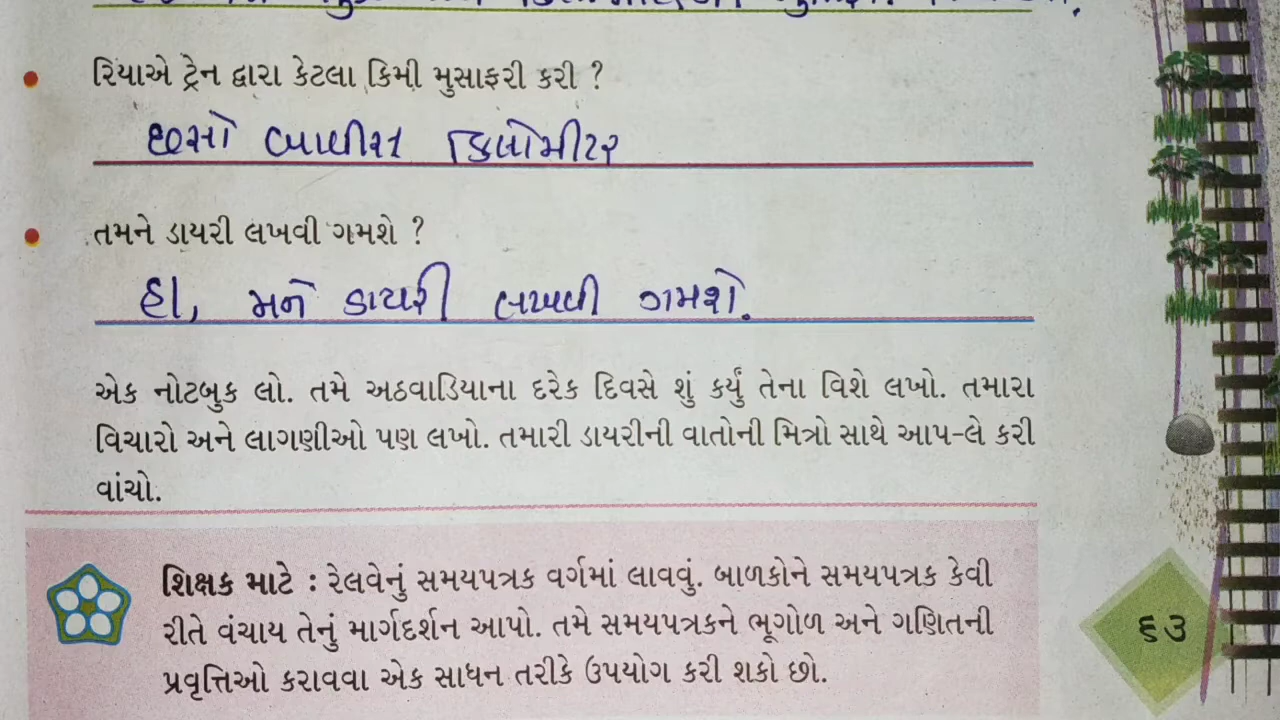 રિયાએ ટ્રેન દ્વારા કેટલા કિમી મુસાફરી કરી ?
છસો બાલીસ કિલોમીટર
તમને ડાયરી લખવી ગમશે ?
હા, મને ડાયરી લખવી ગમશે.
એક નોટબુક લો. તમે અઠવાડિયાના દરેક દિવસે શું કર્યું તેના વિશે લખો. તમારા
વિચારો અને લાગણીઓ પણ લખો. તમારી ડાયરીની વાતોની મિત્રો સાથે આપ-લે કરી
વાંચો.
શિક્ષક માટે : રેલવેનું સમયપત્રક વર્ગમાં લાવવું. બાળકોને સમયપત્રક કેવી
રીતે વંચાય તેનું માર્ગદર્શન આપો. તમે સમયપત્રકને ભૂગોળ અને ગણિતની
પ્રવૃત્તિઓ કરાવવા એક સાધન તરીકે ઉપયોગ કરી શકો છો.
૬૩